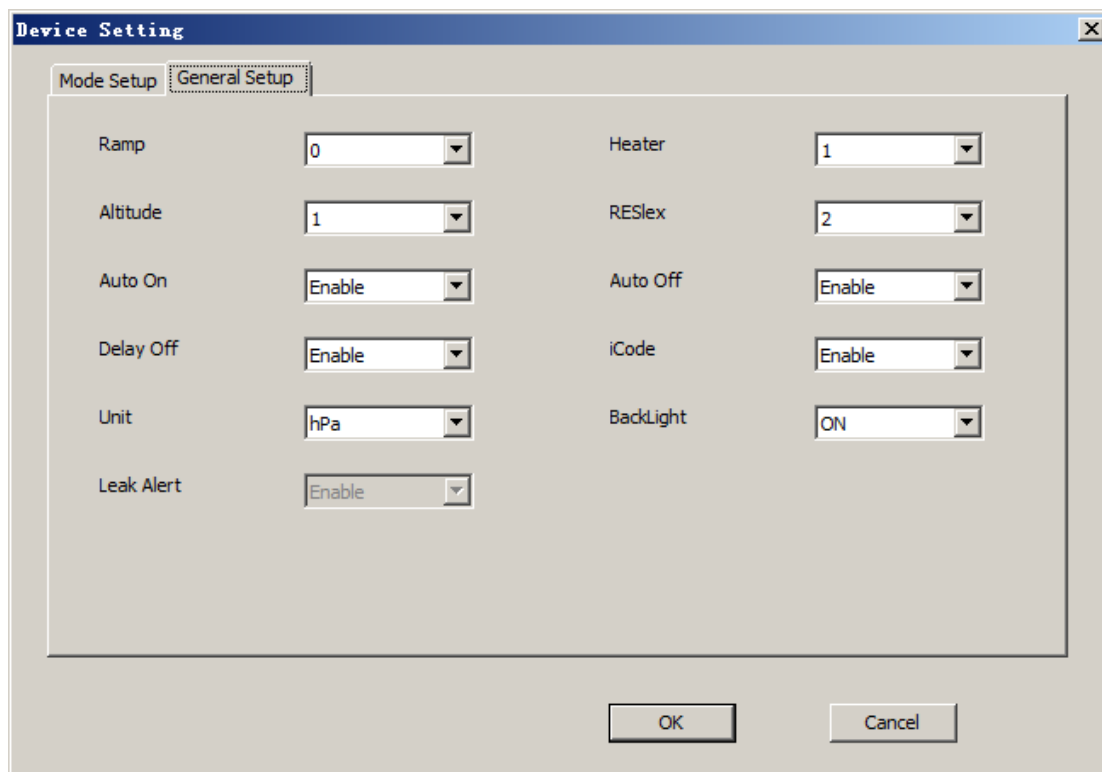 Device Setting
Mode Setup General Setup
Ramp 0 Heater 1
Altitude 1 RESlex 2
Auto On Enable Auto Off Enable
Delay Off Enable iCode Enable
Unit hPa BackLight ON
Leak Alert Enable
OK Cancel